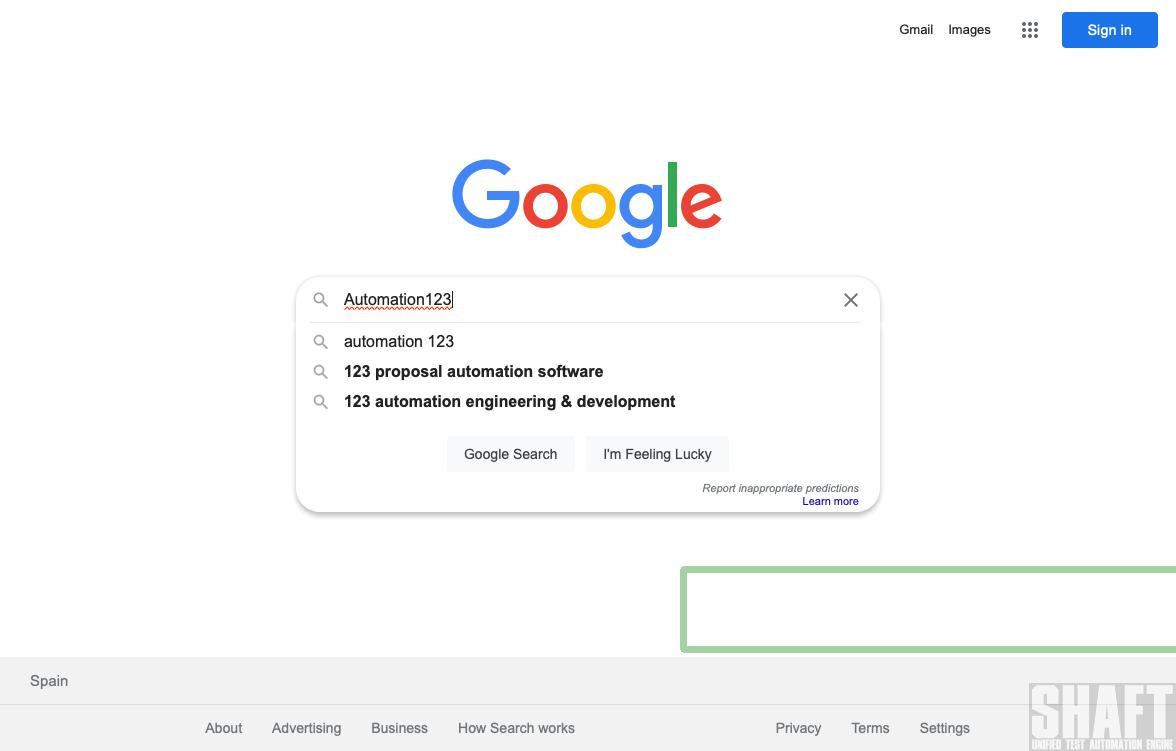 Gmail Images Sign in
Google
Automation123
automation 123
123 proposal automation software
123 automation engineering & development
Google Search I'm Feeling Lucky
Report inappropriate predictions
Learn more
Spain
About Advertising Business How Search works Privacy Terms Settings
SHAFT
UNIFIED TEST AUTOMATION ENGINE